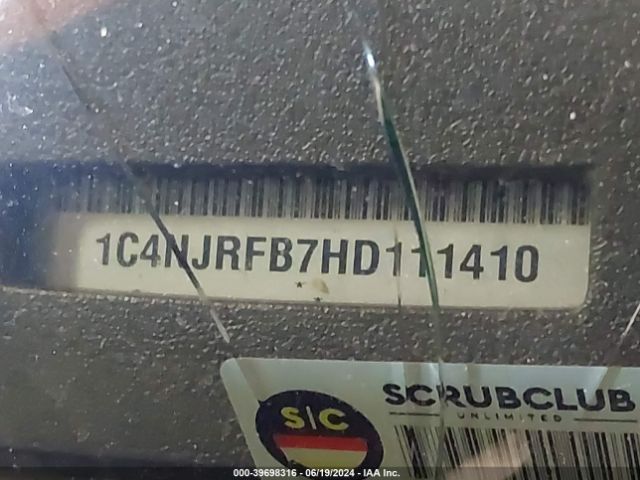 1C4NJRFB7HD111410
S/C
SCRUBCLUB
UNLIMITED
000-39698316 - 06/19/2024 - IAA Inc.